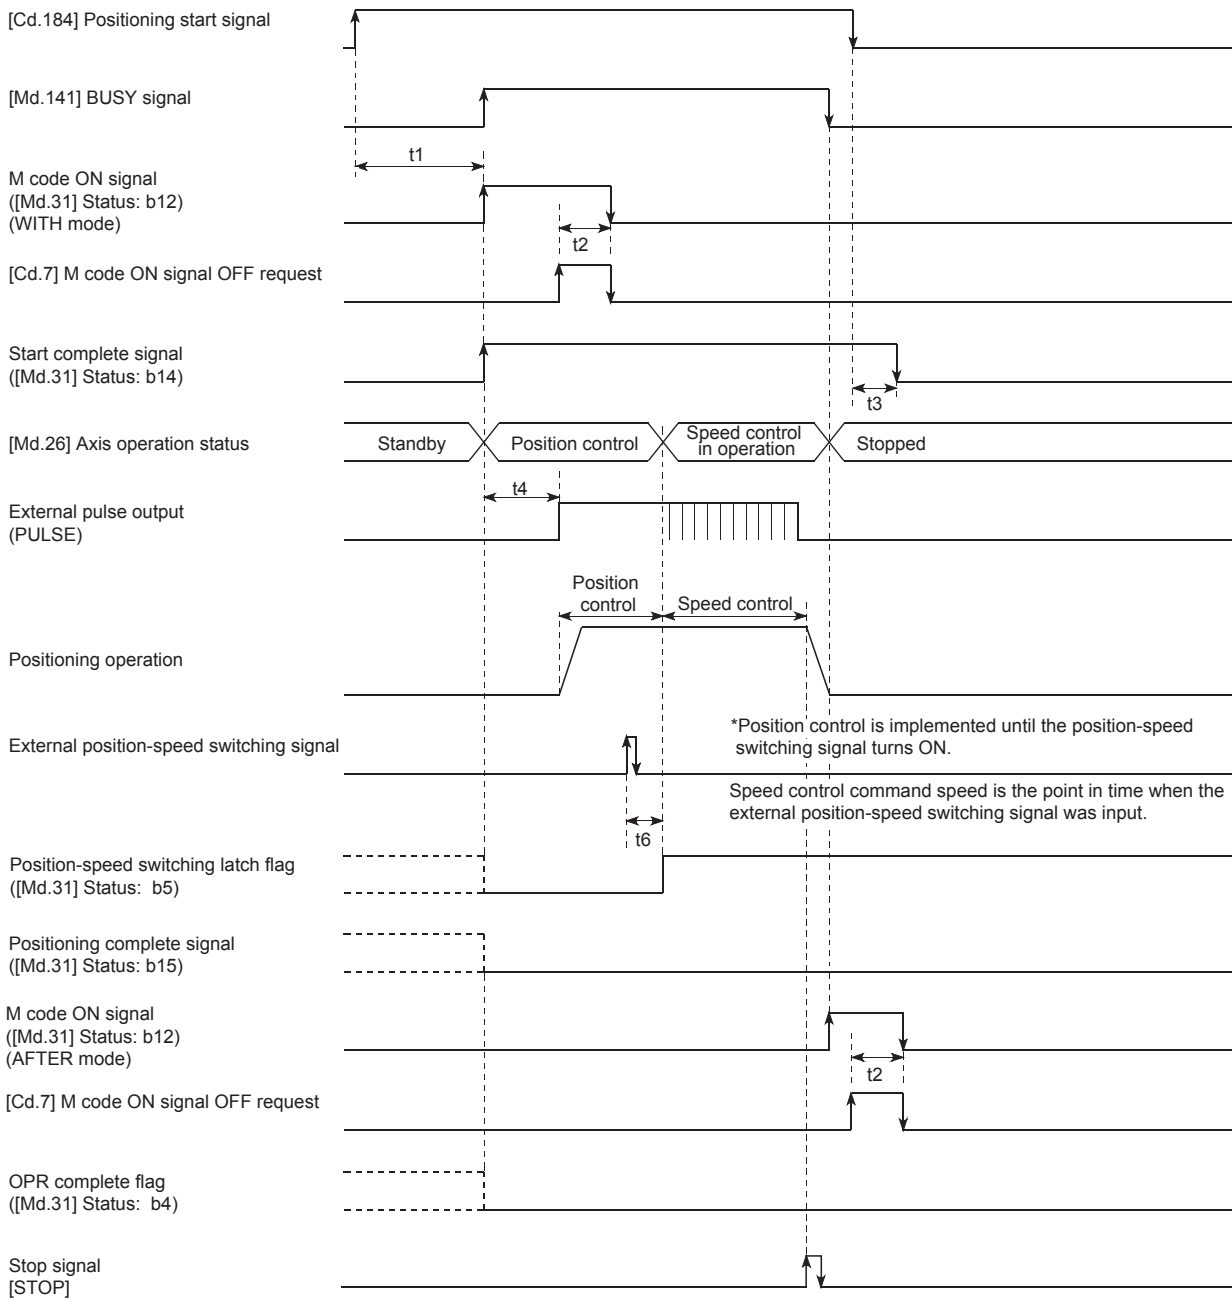 [Cd.184] Positioning start signal
[Md.141] BUSY signal
t1
M code ON signal
([Md.31] Status: b12)
(WITH mode)
t2
[Cd.7] M code ON signal OFF request
Start complete signal
([Md.31] Status: b14)
t3
[Md.26] Axis operation status
Standby
Position control
Speed control
in operation
Stopped
t4
External pulse output
(PULSE)
Position
control
Speed control
Positioning operation
*Position control is implemented until the position-speed
switching signal turns ON.
External position-speed switching signal
Speed control command speed is the point in time when the
external position-speed switching signal was input.
t6
Position-speed switching latch flag
([Md.31] Status:  b5)
Positioning complete signal
([Md.31] Status: b15)
M code ON signal
([Md.31] Status: b12)
(AFTER mode)
t2
[Cd.7] M code ON signal OFF request
OPR complete flag
([Md.31] Status:  b4)
Stop signal
[STOP]